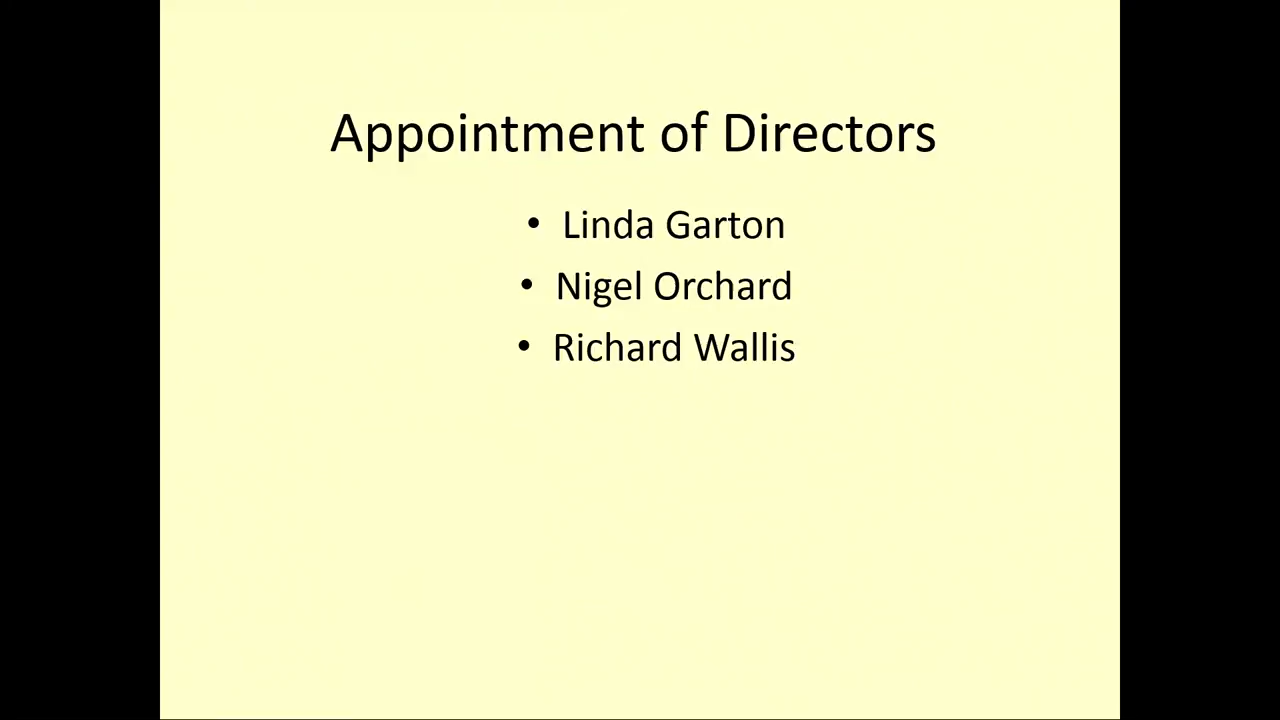 Appointment of Directors
• Linda Garton
• Nigel Orchard
• Richard Wallis